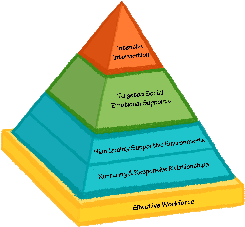 Intensive
Intervention
Targeted Social
Emotional Supports
High Quality Supportive Environments
Nurturing & Responsive Relationships
Effective Workforce